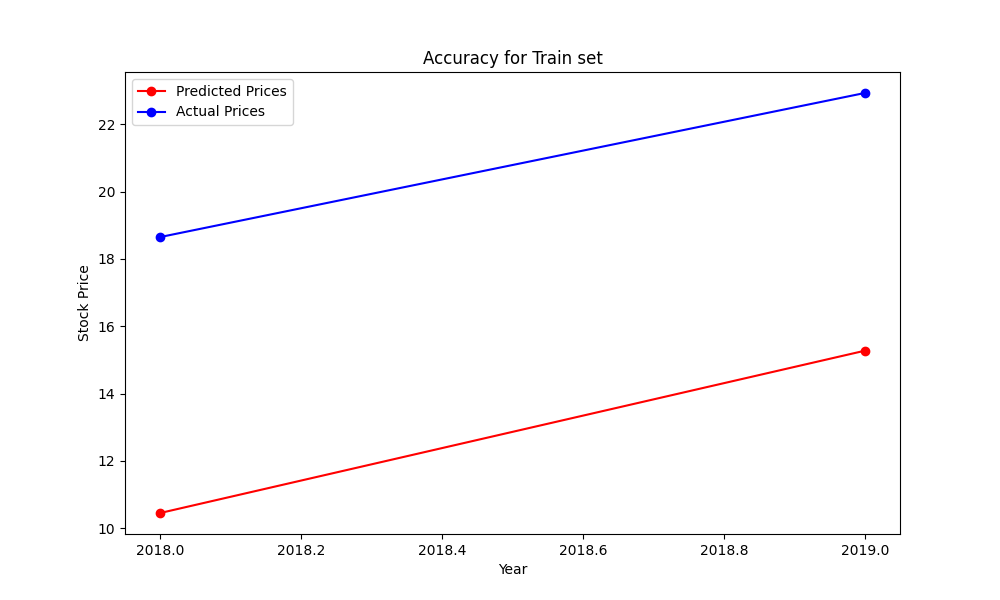 Accuracy for Train set
Predicted Prices
Actual Prices
Stock Price
22
20
18
16
14
12
10
2018.0 2018.2 2018.4 2018.6 2018.8 2019.0
Year